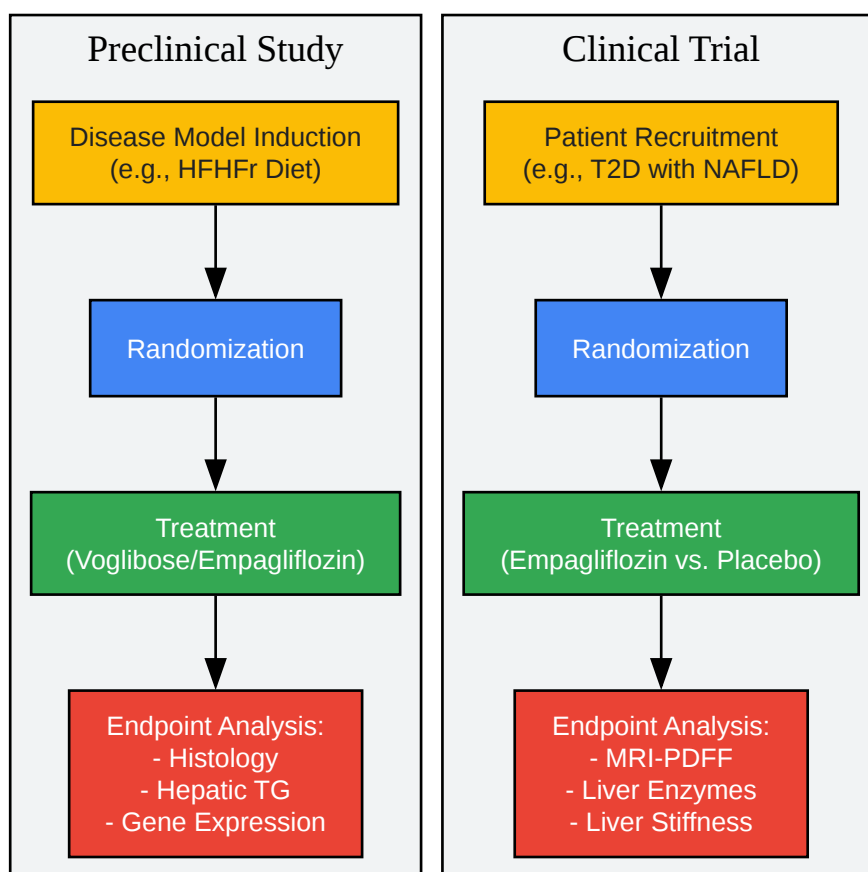 Preclinical Study
Disease Model Induction
(e.g., HFHFr Diet)
Randomization
Treatment
(Voglibose/Empagliflozin)
Endpoint Analysis:
- Histology
- Hepatic TG
- Gene Expression
Clinical Trial
Patient Recruitment
(e.g., T2D with NAFLD)
Randomization
Treatment
(Empagliflozin vs. Placebo)
Endpoint Analysis:
- MRI-PDFF
- Liver Enzymes
- Liver Stiffness